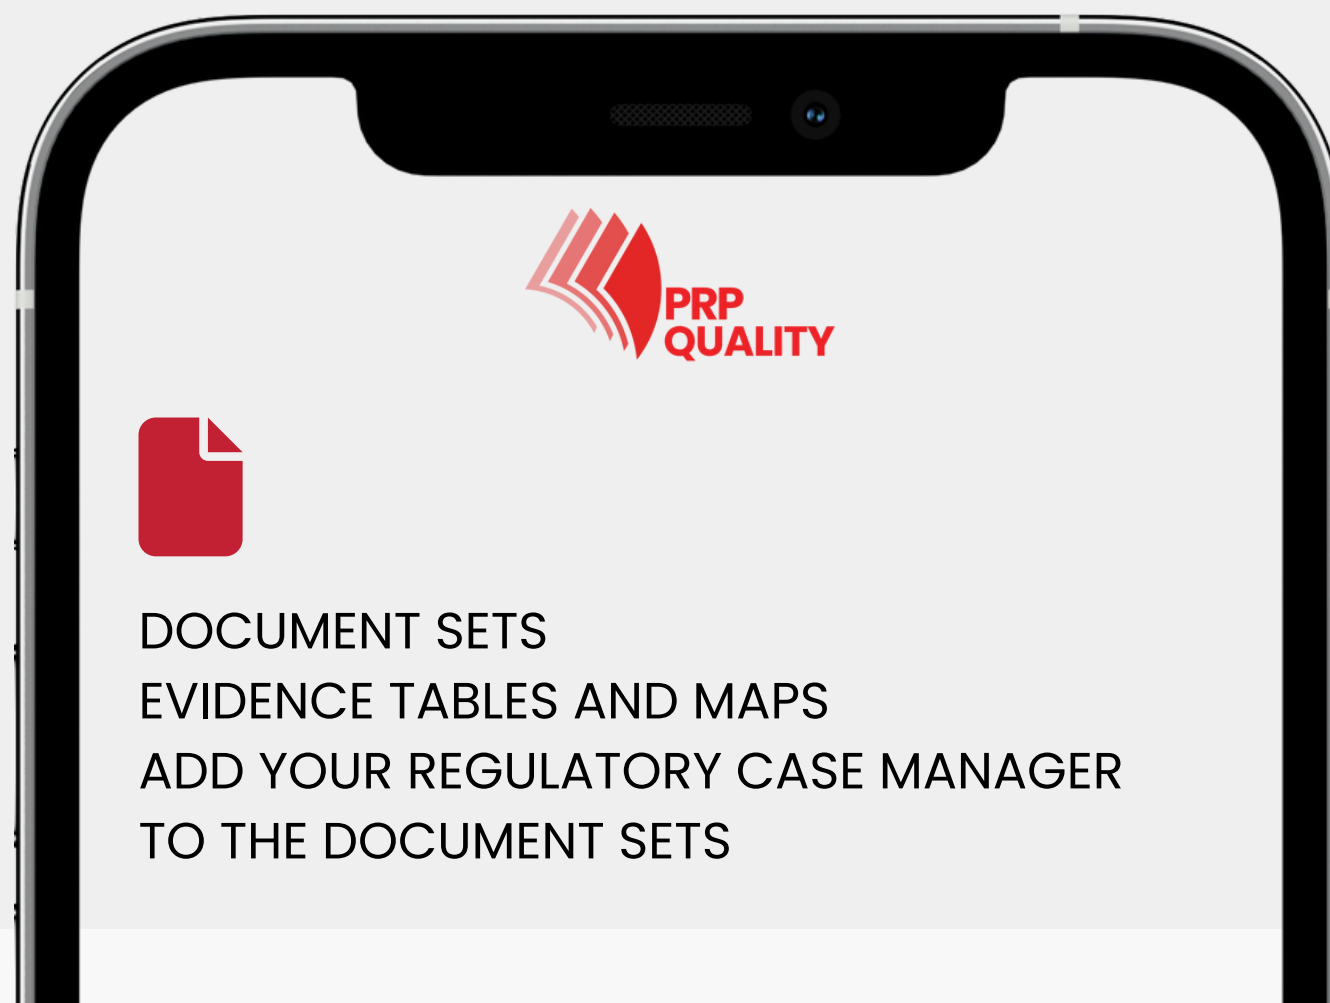 PRP
QUALITY
DOCUMENT SETS
EVIDENCE TABLES AND MAPS
ADD YOUR REGULATORY CASE MANAGER
TO THE DOCUMENT SETS